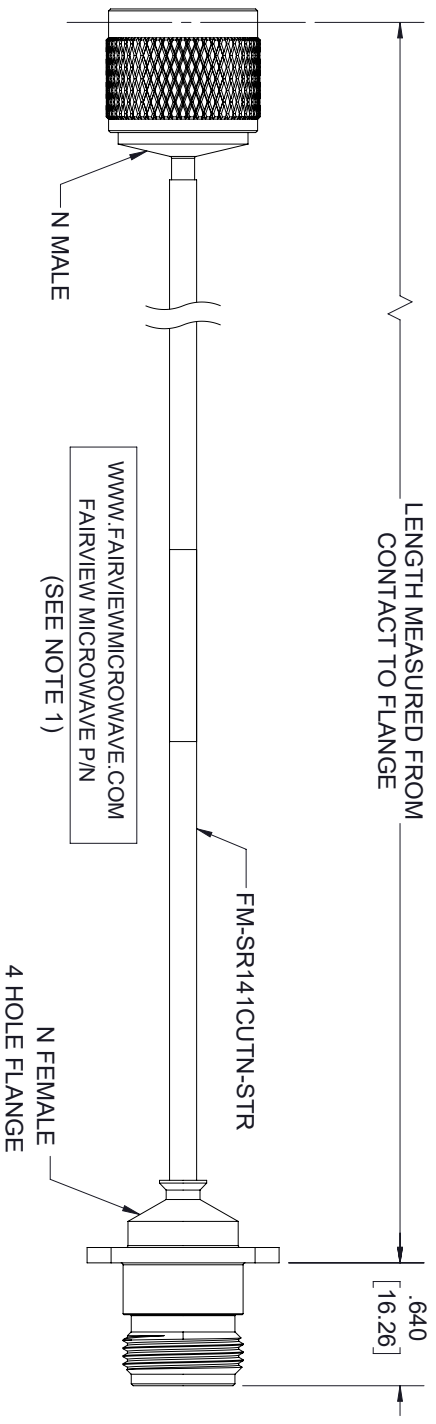 LENGTH MEASURED FROM
CONTACT TO FLANGE
.640
[16.26]
N MALE
WWW.FAIRVIEWMICROWAVE.COM
FAIRVIEW MICROWAVE P/N
(SEE NOTE 1)
FM-SR141CUTN-STR
N FEMALE
4 HOLE FLANGE